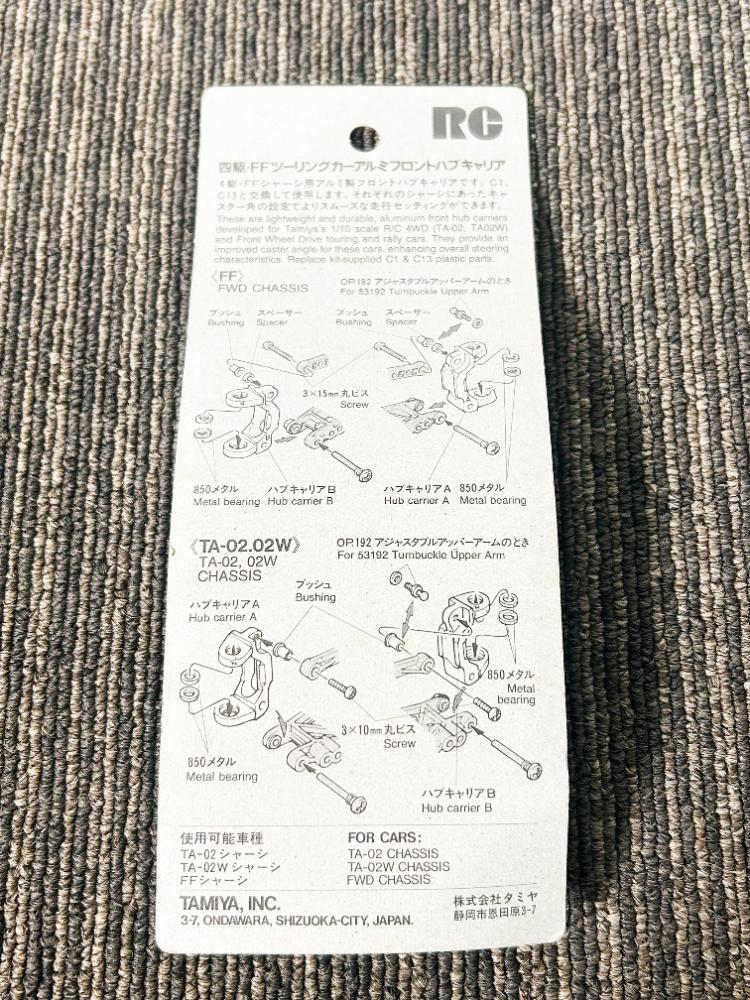 RC
四駆・FFツーリングカーアルミフロントハブキャリア
4駆・FFシャーシ用アルミ製フロントハブキャリアです。C1、
C13と交換して使用します。それぞれのシャーシにあったキャ
スター角の設定でよりスムーズな走行セッティングができます。
These are lightweight and durable, aluminum front hub carriers
developed for Tamiya's 1/10 scale R/C 4WD (TA-02, TA02W)
and Front Wheel Drive touring and rally cars. They provide an
improved caster angle for these cars, enhancing overall steering
characteristics. Replace kit-supplied C1 & C13 plastic parts.
《FF》
FWD CHASSIS
OP.192 アジャスタブルアッパーアームのとき
For 53192 Turnbuckle Upper Arm
ブッシュ スペーサー
Bushing Spacer
ブッシュ スペーサー
Bushing Spacer
3×15mm丸ビス
Screw
850メタル
Metal bearing
ハブキャリアB
Hub carrier B
ハブキャリアA
Hub carrier A
850メタル
Metal bearing
《TA-02.02W》
TA-02, 02W
CHASSIS
OP.192 アジャスタブルアッパーアームのとき
For 53192 Turnbuckle Upper Arm
ブッシュ
Bushing
ハブキャリアA
Hub carrier A
850メタル
Metal
bearing
3×10mm丸ビス
Screw
850メタル
Metal bearing
ハブキャリアB
Hub carrier B
使用可能車種
TA-02シャーシ
TA-02Wシャーシ
FFシャーシ
FOR CARS:
TA-02 CHASSIS
TA-02W CHASSIS
FWD CHASSIS
TAMIYA, INC.
3-7, ONDAWARA, SHIZUOKA-CITY, JAPAN.
株式会社タミヤ
静岡市恩田原3-7